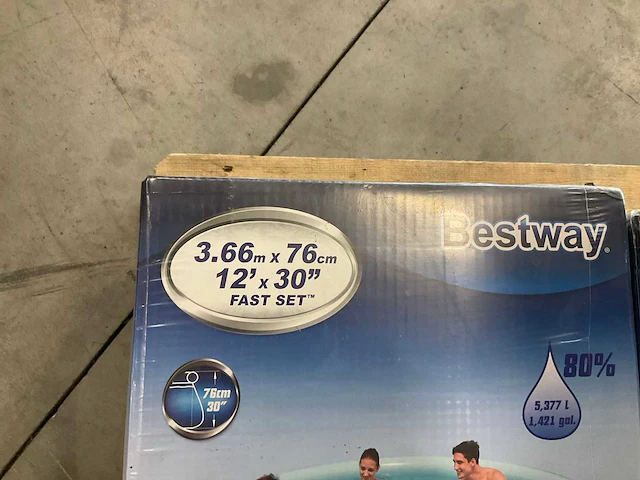 3.66m x 76cm
12' x 30"
FAST SET™
Bestway®
76cm
30"
80%
5,377 l
1,421 gal.